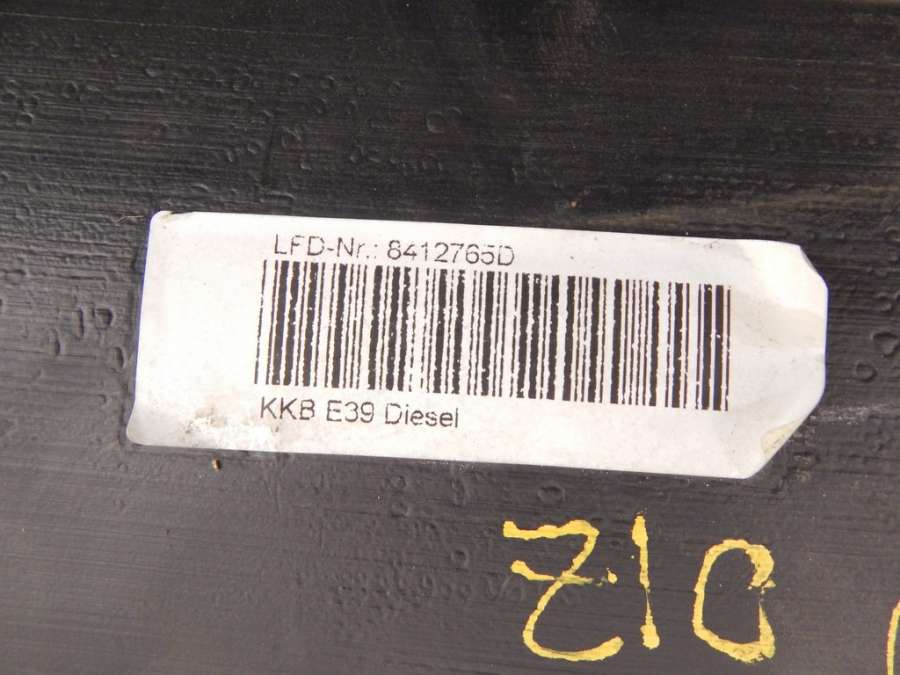 LFD-Nr.: 8412765D
KKB E39 Diesel
Z10